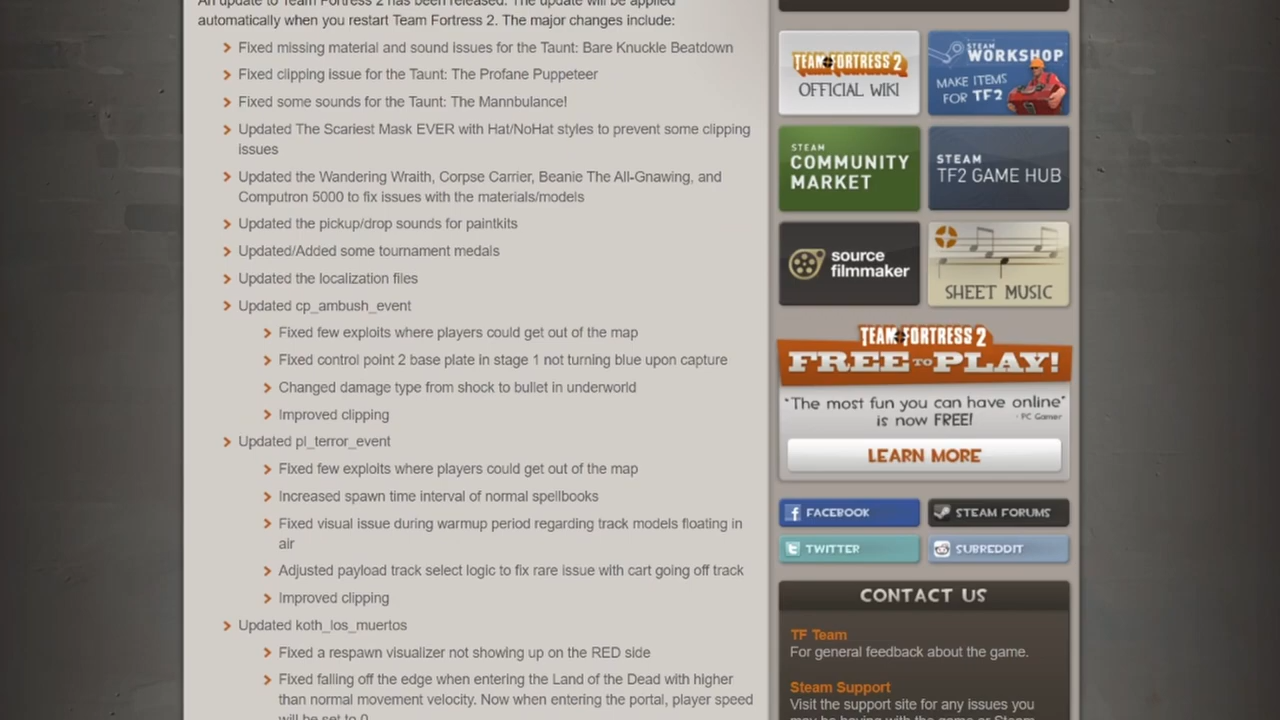 An update to Team Fortress 2 has been released. The update will be applied
automatically when you restart Team Fortress 2. The major changes include:
Fixed missing material and sound issues for the Taunt: Bare Knuckle Beatdown
Fixed clipping issue for the Taunt: The Profane Puppeteer
Fixed some sounds for the Taunt: The Mannbulance!
Updated The Scariest Mask EVER with Hat/NoHat styles to prevent some clipping
issues
Updated the Wandering Wraith, Corpse Carrier, Beanie The All-Gnawing, and
Computron 5000 to fix issues with the materials/models
Updated the pickup/drop sounds for paintkits
Updated/Added some tournament medals
Updated the localization files
Updated cp_ambush_event
Fixed few exploits where players could get out of the map
Fixed control point 2 base plate in stage 1 not turning blue upon capture
Changed damage type from shock to bullet in underworld
Improved clipping
Updated pl_terror_event
Fixed few exploits where players could get out of the map
Increased spawn time interval of normal spellbooks
Fixed visual issue during warmup period regarding track models floating in
air
Adjusted payload track select logic to fix rare issue with cart going off track
Improved clipping
Updated koth_los_muertos
Fixed a respawn visualizer not showing up on the RED side
Fixed falling off the edge when entering the Land of the Dead with higher
than normal movement velocity. Now when entering the portal, player speed
will be set to 0
TEAM FORTRESS 2
OFFICIAL WIKI
STEAM
WORKSHOP
MAKE ITEMS
FOR TF2
STEAM
COMMUNITY
MARKET
STEAM
TF2 GAME HUB
source
filmmaker
SHEET MUSIC
TEAM FORTRESS 2
FREE TO PLAY!
"The most fun you can have online"
- PC Gamer
is now FREE!
LEARN MORE
FACEBOOK
STEAM FORUMS
TWITTER
SUBREDDIT
CONTACT US
TF Team
For general feedback about the game.
Steam Support
Visit the support site for any issues you
may be having with the game or Steam